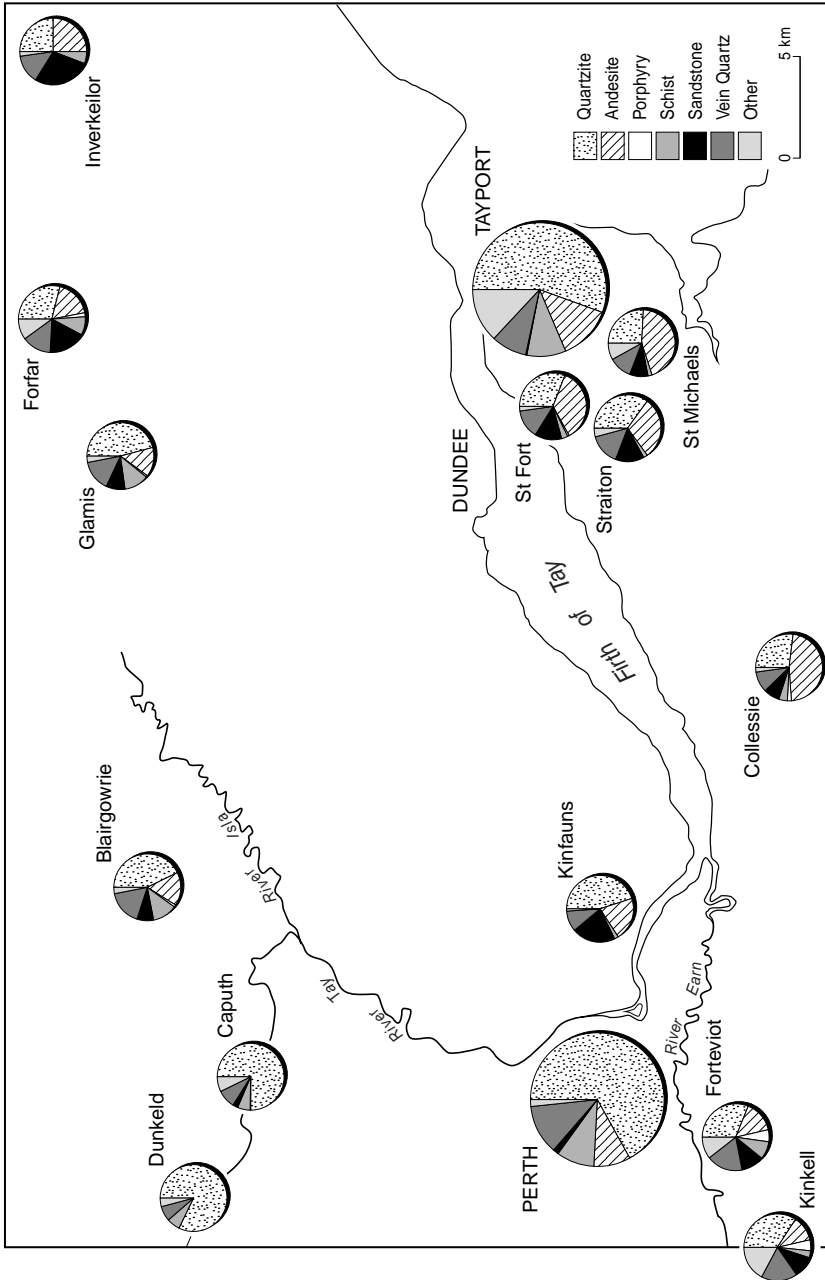 Dunkeld
Caputh
Blairgowrie
Glamis
Forfar
Inverkeilor
River Isla
River Tay
DUNDEE
TAYPORT
PERTH
Kinfauns
Firth of Tay
St Fort
Straiton
St Michaels
River Earn
Forteviot
Kinkell
Collessie
Quartzite
Andesite
Porphyry
Schist
Sandstone
Vein Quartz
Other
0 5 km